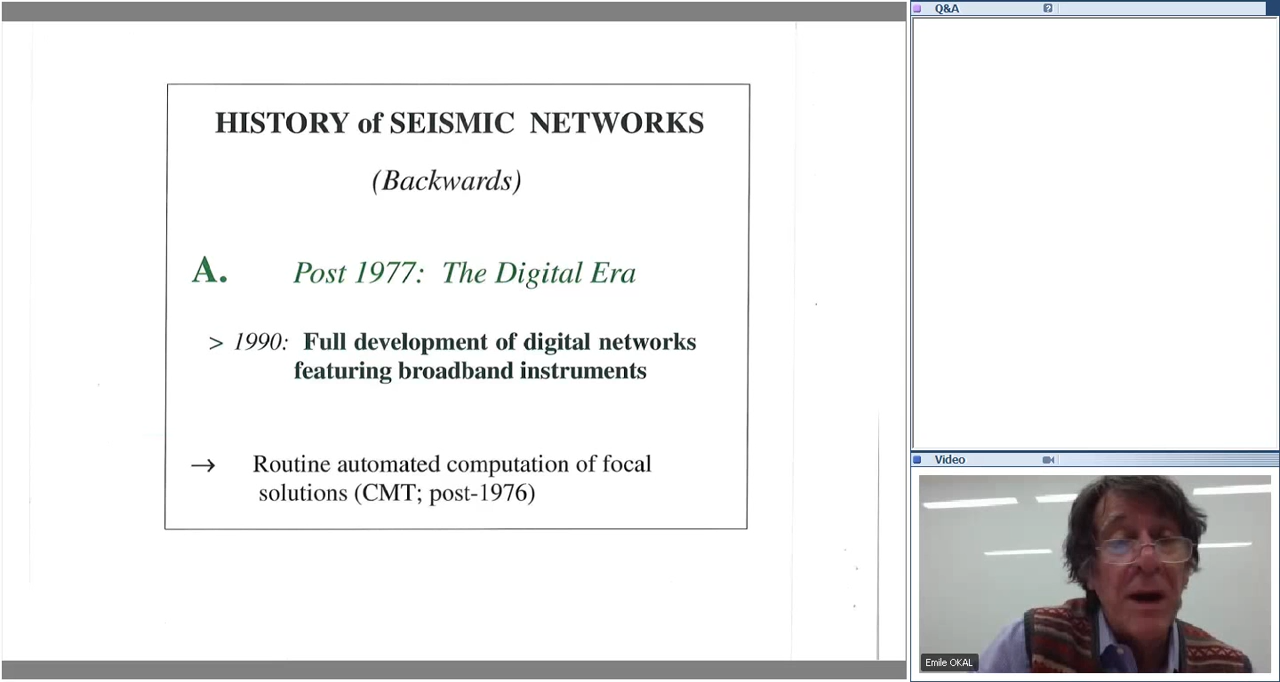 HISTORY of SEISMIC NETWORKS
(Backwards)
A. Post 1977: The Digital Era
> 1990: Full development of digital networks
featuring broadband instruments
→ Routine automated computation of focal
solutions (CMT; post-1976)
Q&A
?
Video
Emile OKAL